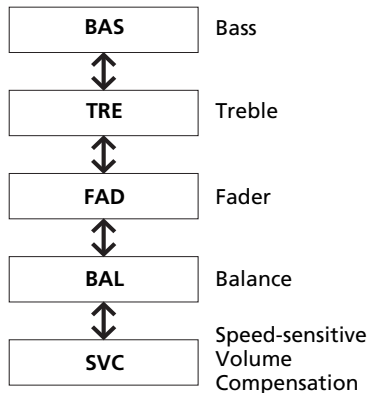 BAS Bass
TRE Treble
FAD Fader
BAL Balance
SVC Speed-sensitive
Volume
Compensation